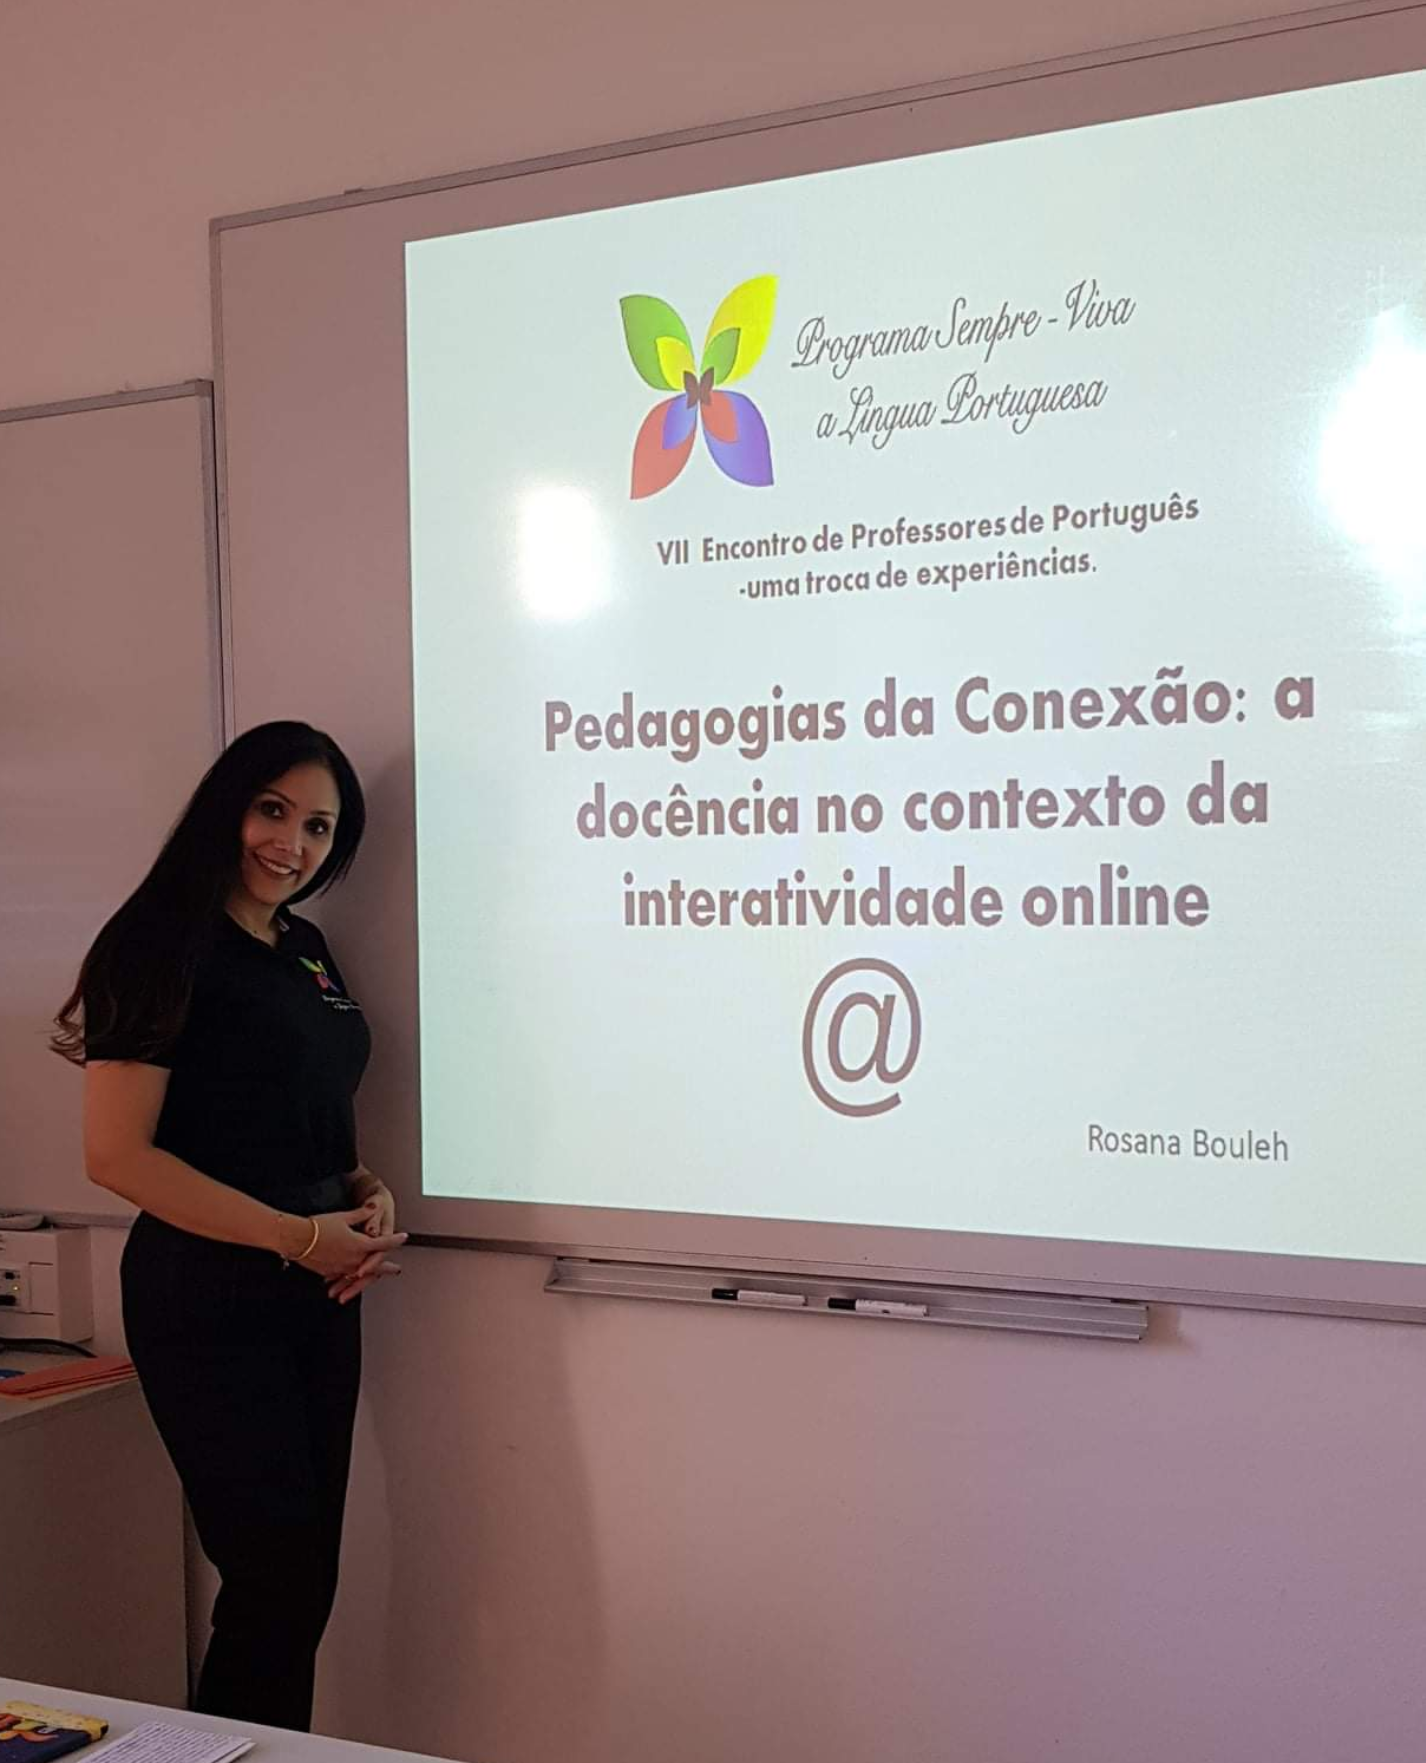 Programa Sempre - Viva
a Língua Portuguesa
VII Encontro de Professores de Português
-uma troca de experiências.
Pedagogias da Conexão: a
docência no contexto da
interatividade online
@
Rosana Bouleh